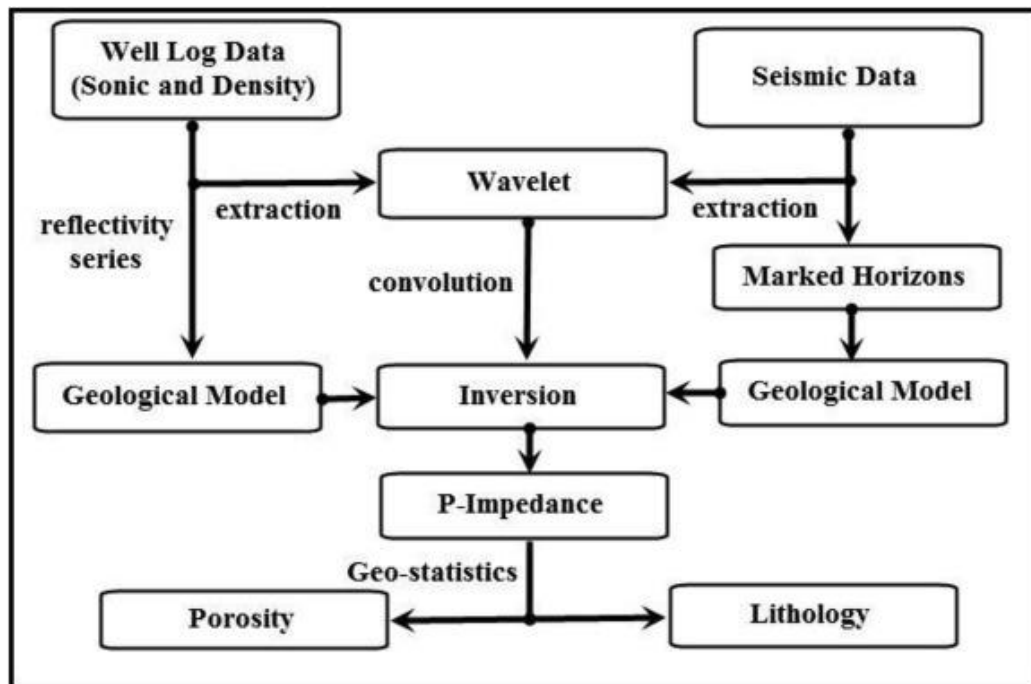 Well Log Data
(Sonic and Density)
Seismic Data
Wavelet
extraction
extraction
reflectivity
series
convolution
Marked Horizons
Geological Model
Inversion
Geological Model
P-Impedance
Geo-statistics
Porosity
Lithology